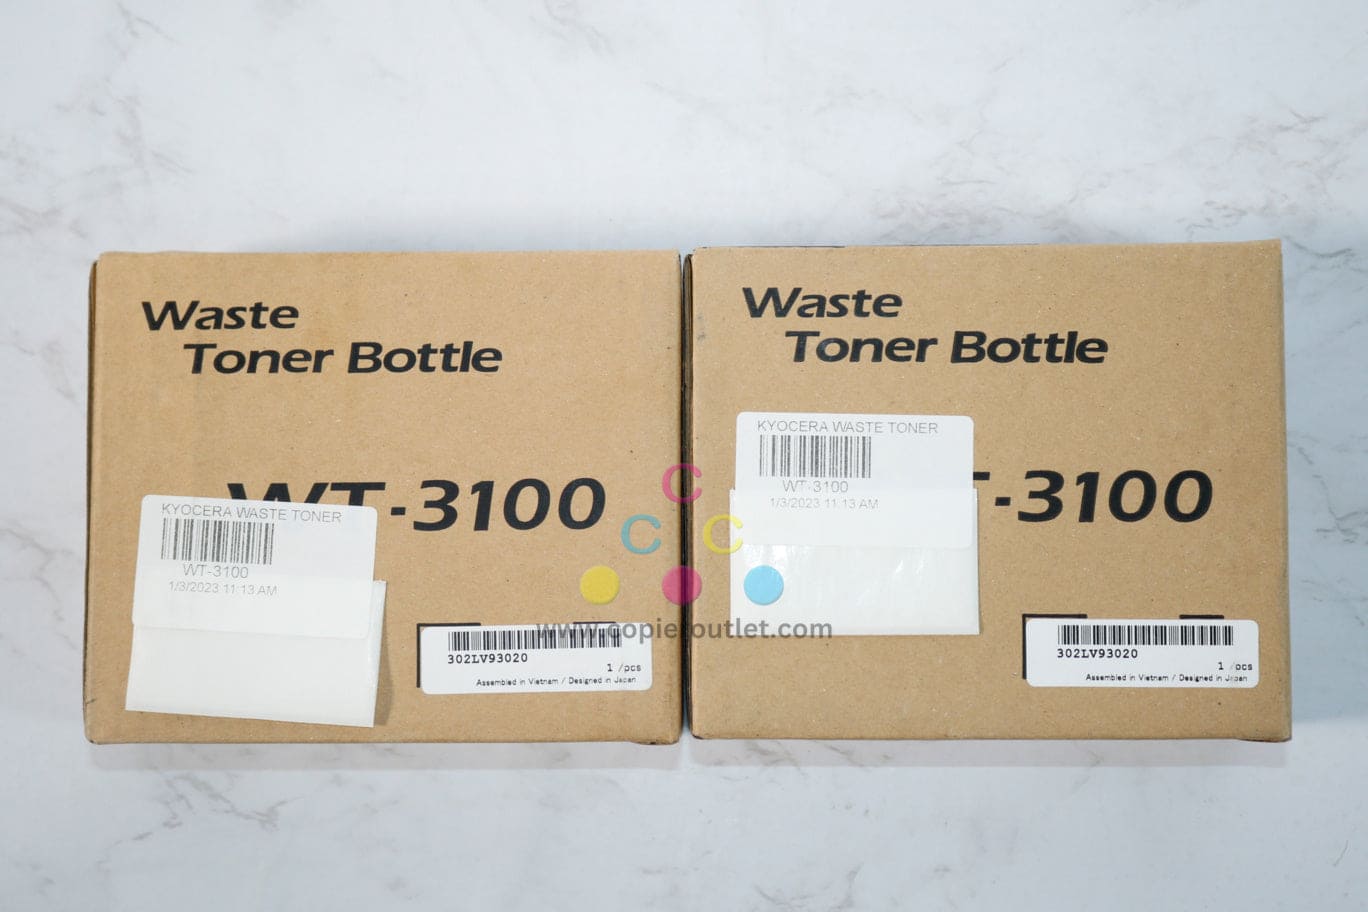 Waste
Toner Bottle
WT-3100
KYOCERA WASTE TONER
WT-3100
1/3/2023 11:13 AM
302LV93020
1 /pcs
Assembled in Vietnam / Designed in Japan
Waste
Toner Bottle
T-3100
KYOCERA WASTE TONER
WT-3100
1/3/2023 11:13 AM
302LV93020
1 /pcs
Assembled in Vietnam / Designed in Japan
C
C C
www.copieroutlet.com